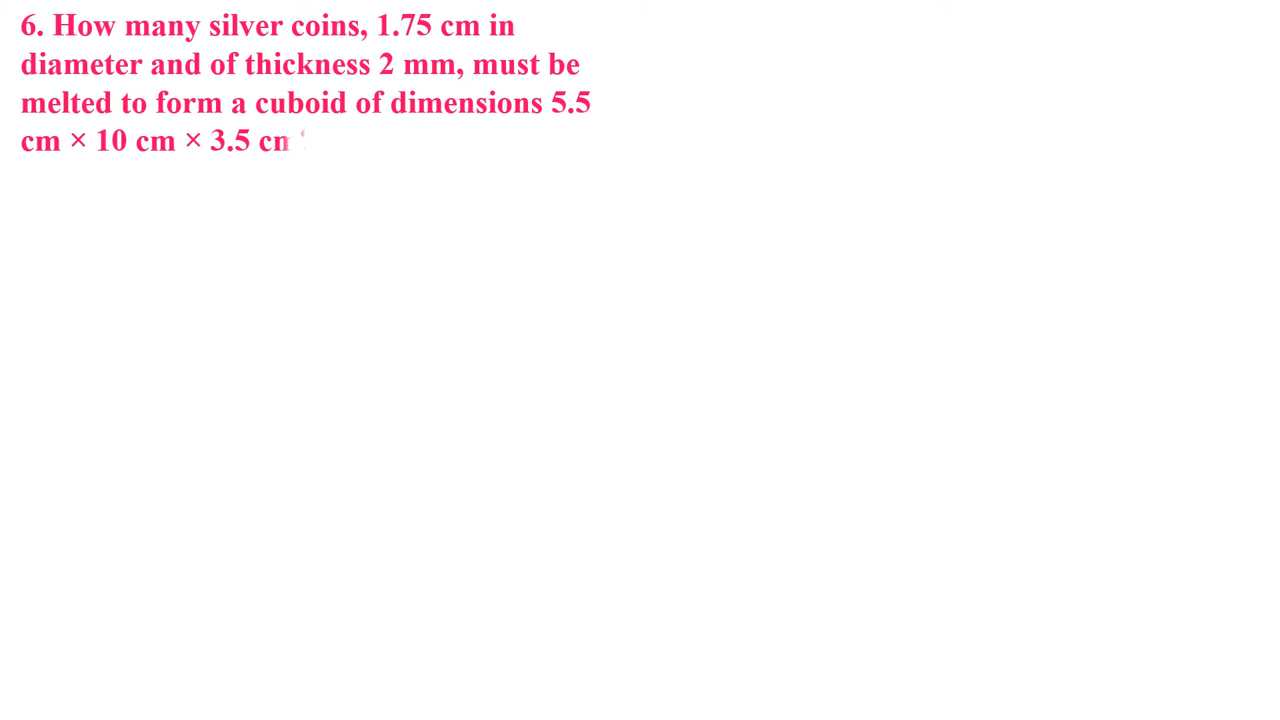 6. How many silver coins, 1.75 cm in
diameter and of thickness 2 mm, must be
melted to form a cuboid of dimensions 5.5
cm × 10 cm × 3.5 cm